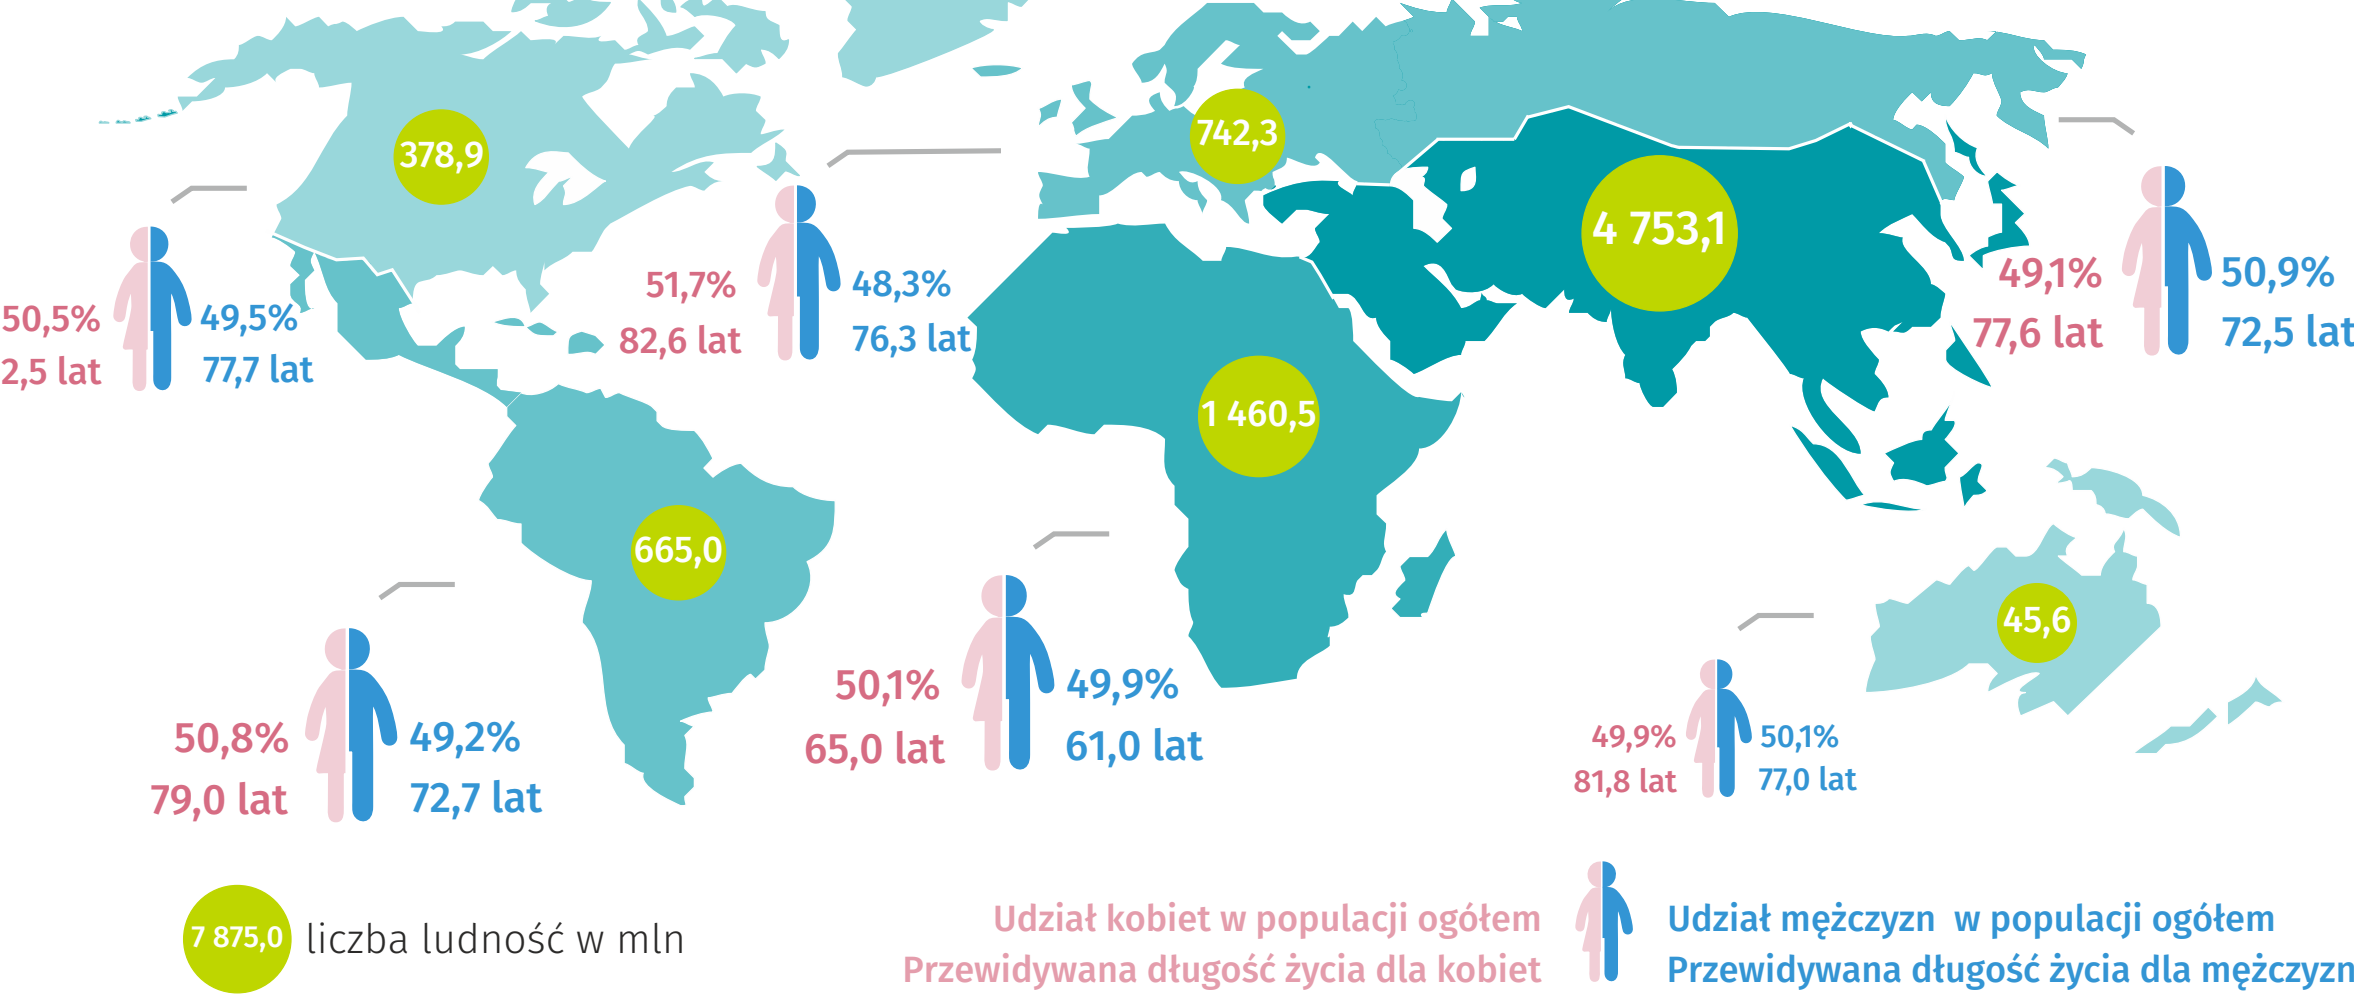 378,9
742,3
4 753,1
1 460,5
665,0
45,6
50,5% 49,5%
2,5 lat 77,7 lat
51,7% 48,3%
82,6 lat 76,3 lat
49,1% 50,9%
77,6 lat 72,5 lat
50,8% 49,2%
79,0 lat 72,7 lat
50,1% 49,9%
65,0 lat 61,0 lat
49,9% 50,1%
81,8 lat 77,0 lat
7 875,0 liczba ludność w mln
Udział kobiet w populacji ogółem
Przewidywana długość życia dla kobiet
Udział mężczyzn w populacji ogółem
Przewidywana długość życia dla mężczyzn